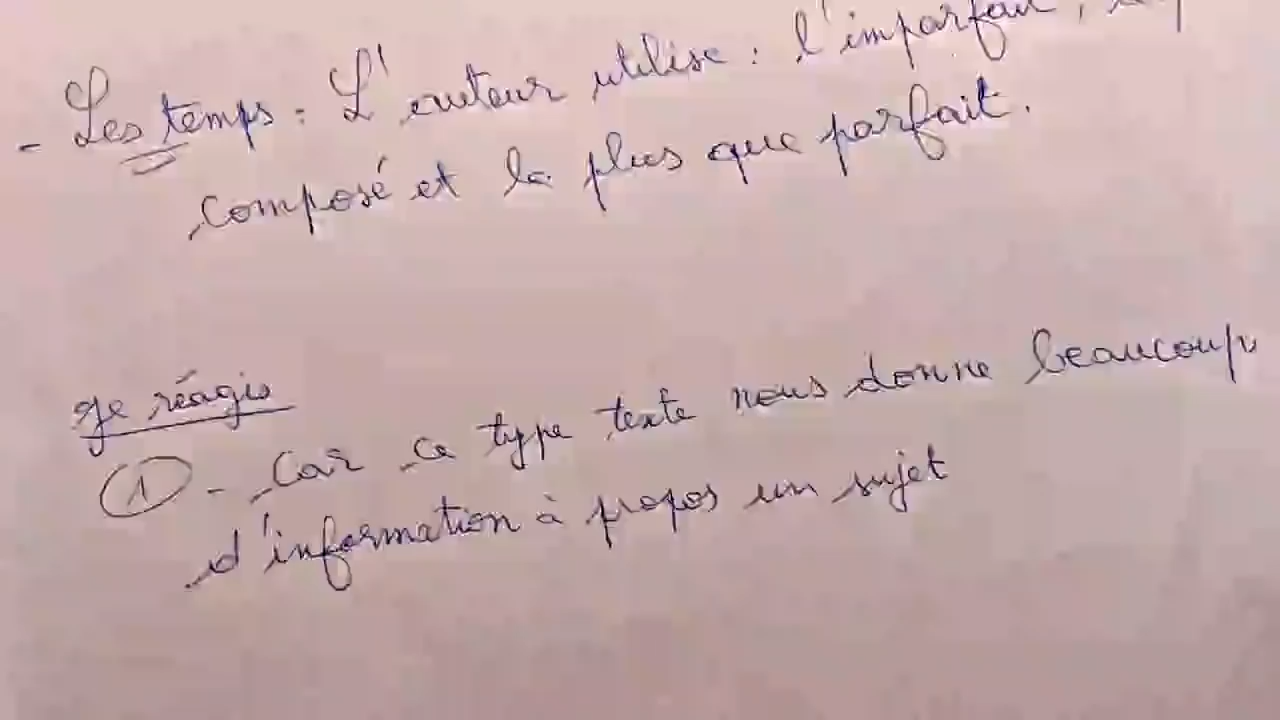 - Les temps : L'auteur utilise : l'imparfait,
composé et le plus que parfait.
Je réagis
① - Car ce type texte nous donne beaucoup
d'information à propos un sujet